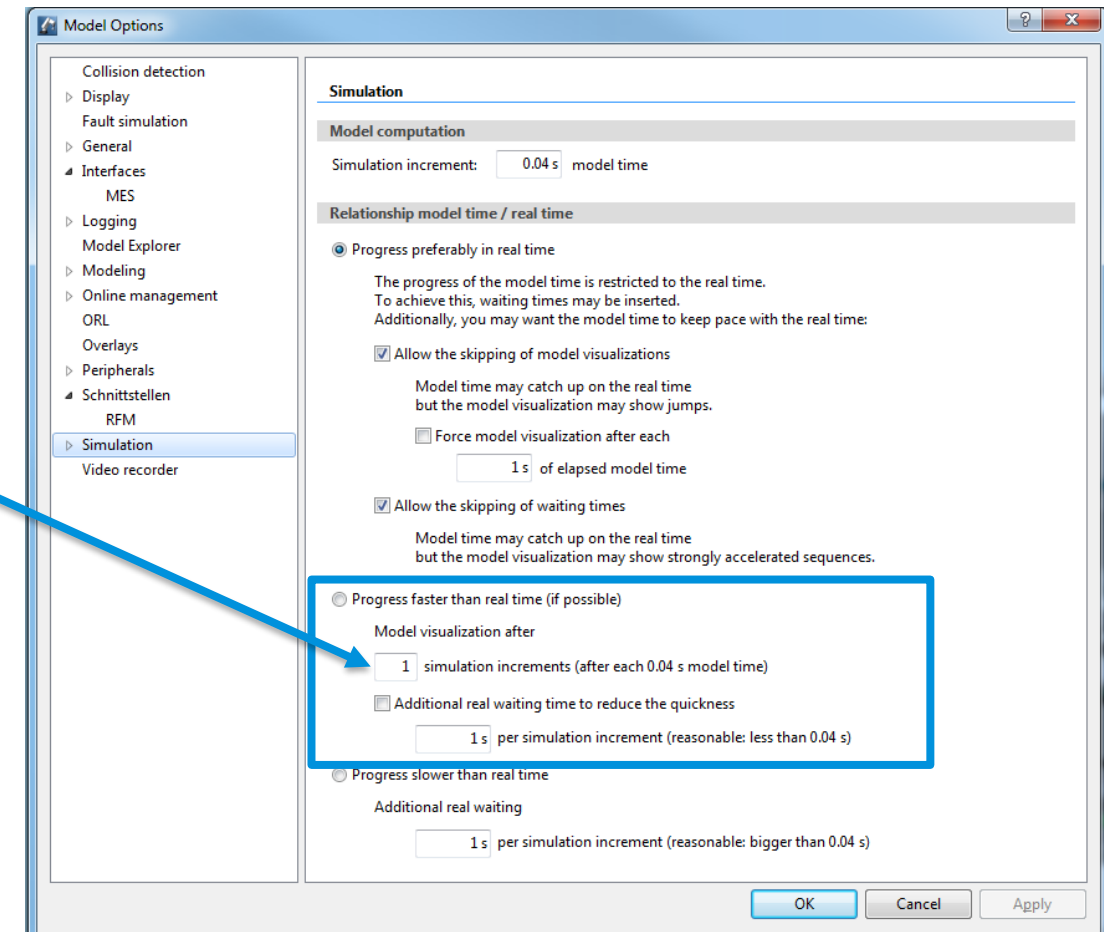 Model Options
Collision detection
Display
Fault simulation
General
Interfaces
MES
Logging
Model Explorer
Modeling
Online management
ORL
Overlays
Peripherals
Schnittstellen
RFM
Simulation
Video recorder
Simulation
Model computation
Simulation increment: 0.04 s model time
Relationship model time / real time
Progress preferably in real time
The progress of the model time is restricted to the real time.
To achieve this, waiting times may be inserted.
Additionally, you may want the model time to keep pace with the real time:
Allow the skipping of model visualizations
Model time may catch up on the real time
but the model visualization may show jumps.
Force model visualization after each
1 s of elapsed model time
Allow the skipping of waiting times
Model time may catch up on the real time
but the model visualization may show strongly accelerated sequences.
Progress faster than real time (if possible)
Model visualization after
1 simulation increments (after each 0.04 s model time)
Additional real waiting time to reduce the quickness
1 s per simulation increment (reasonable: less than 0.04 s)
Progress slower than real time
Additional real waiting
1 s per simulation increment (reasonable: bigger than 0.04 s)
OK Cancel Apply